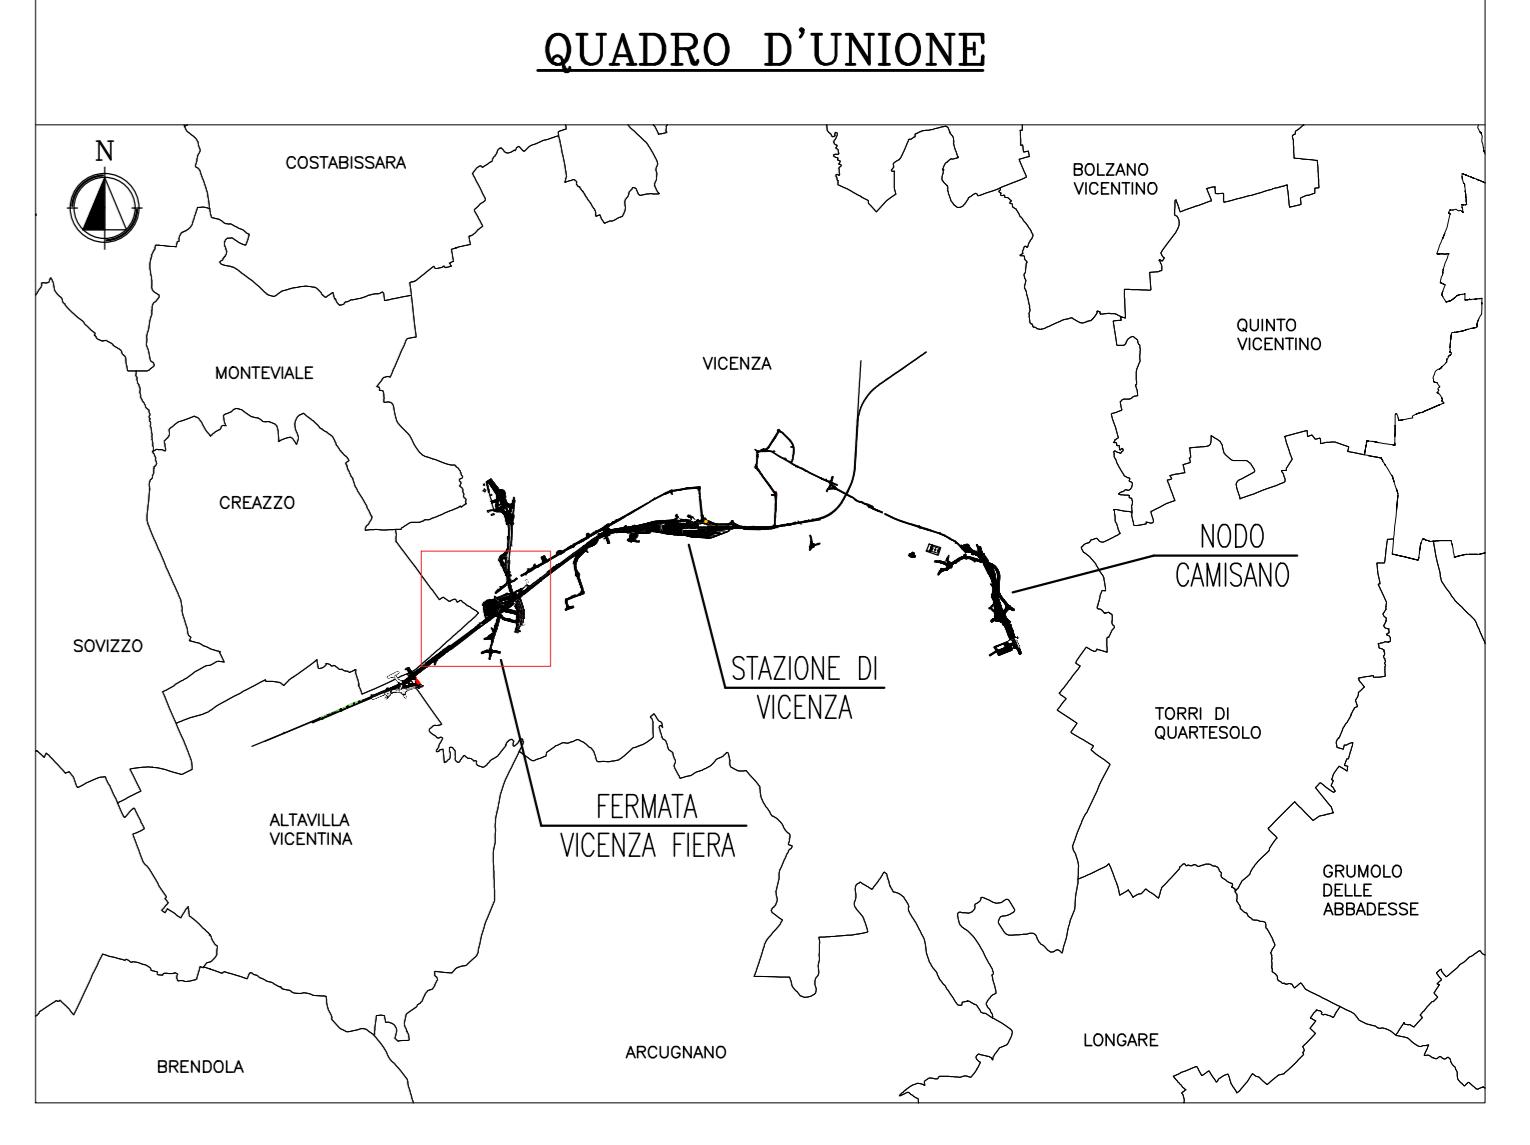 QUADRO D'UNIONE
N
COSTABISSARA
BOLZANO
VICENTINO
QUINTO
VICENTINO
VICENZA
MONTEVIALE
CREAZZO
NODO
CAMISANO
SOVIZZO
STAZIONE DI
VICENZA
TORRI DI
QUARTESOLO
FERMATA
VICENZA FIERA
ALTAVILLA
VICENTINA
GRUMOLO
DELLE
ABBADESSE
LONGARE
ARCUGNANO
BRENDOLA